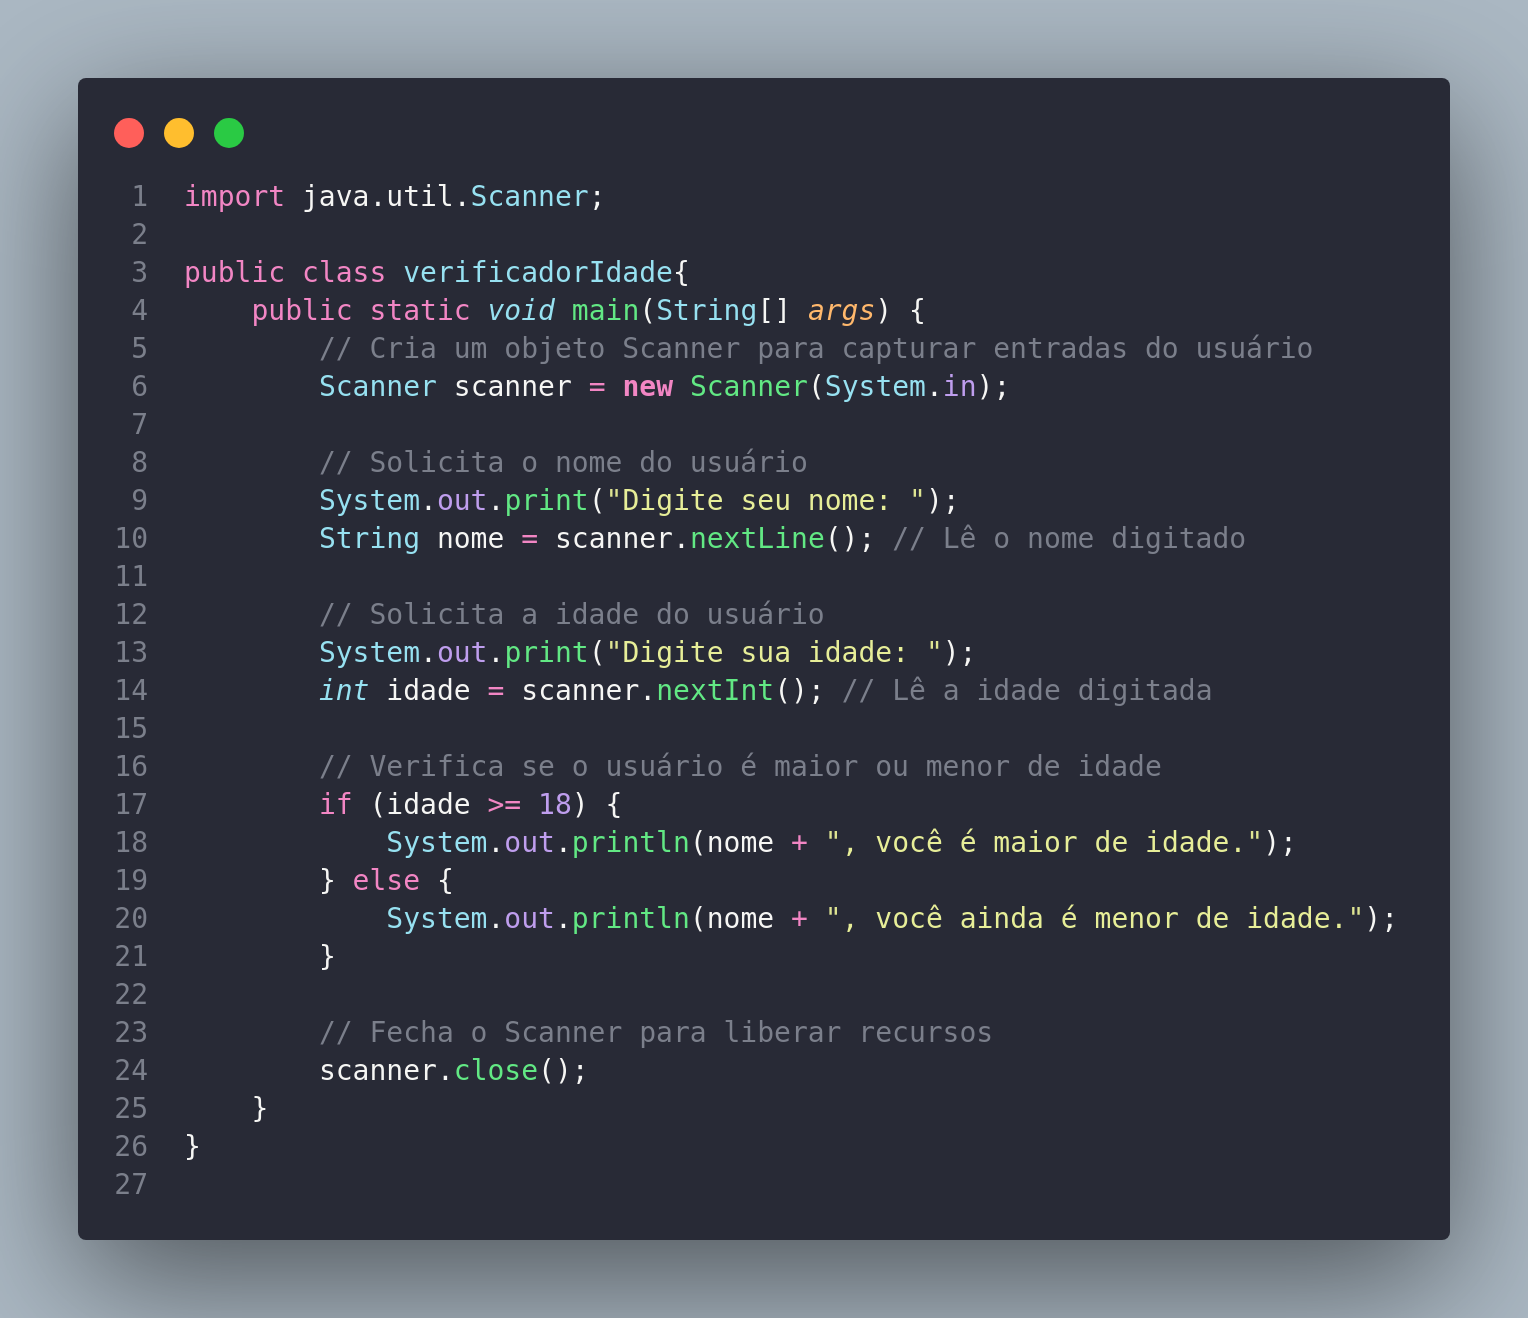 1 import java.util.Scanner;
2
3 public class verificadorIdade{
4     public static void main(String[] args) {
5         // Cria um objeto Scanner para capturar entradas do usuário
6         Scanner scanner = new Scanner(System.in);
7
8         // Solicita o nome do usuário
9         System.out.print("Digite seu nome: ");
10         String nome = scanner.nextLine(); // Lê o nome digitado
11
12         // Solicita a idade do usuário
13         System.out.print("Digite sua idade: ");
14         int idade = scanner.nextInt(); // Lê a idade digitada
15
16         // Verifica se o usuário é maior ou menor de idade
17         if (idade >= 18) {
18             System.out.println(nome + ", você é maior de idade.");
19         } else {
20             System.out.println(nome + ", você ainda é menor de idade.");
21         }
22
23         // Fecha o Scanner para liberar recursos
24         scanner.close();
25     }
26 }
27